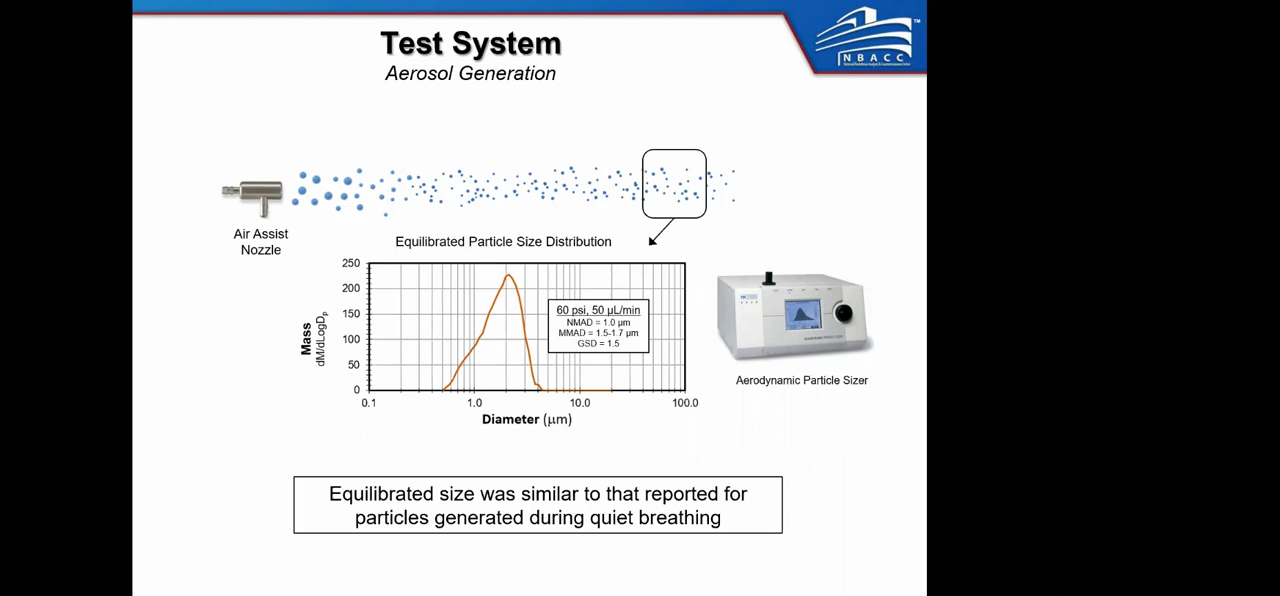 Test System
Aerosol Generation
NBACC
TM
Air Assist
Nozzle
Equilibrated Particle Size Distribution
250
200
150
100
50
0
Mass
dM/dLogDp
60 psi, 50 µL/min
NMAD = 1.0 µm
MMAD = 1.5-1.7 µm
GSD = 1.5
0.1
1.0
10.0
100.0
Diameter (µm)
Aerodynamic Particle Sizer
Equilibrated size was similar to that reported for
particles generated during quiet breathing